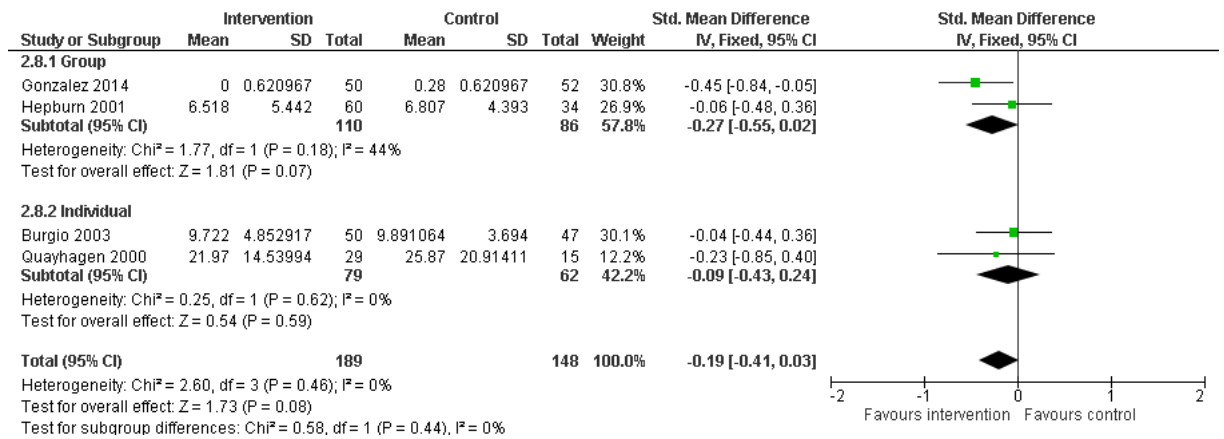 Intervention Control Std. Mean Difference Std. Mean Difference
Study or Subgroup Mean SD Total Mean SD Total Weight IV, Fixed, 95% CI IV, Fixed, 95% CI
2.8.1 Group
Gonzalez 2014 0 0.620967 50 0.28 0.620967 52 30.8% -0.45 [-0.84, -0.05]
Hepburn 2001 6.518 5.442 60 6.807 4.393 34 26.9% -0.06 [-0.48, 0.36]
Subtotal (95% CI) 110 86 57.8% -0.27 [-0.55, 0.02]
Heterogeneity: Chi² = 1.77, df = 1 (P = 0.18); I² = 44%
Test for overall effect: Z = 1.81 (P = 0.07)
2.8.2 Individual
Burgio 2003 9.722 4.852917 50 9.891064 3.694 47 30.1% -0.04 [-0.44, 0.36]
Quayhagen 2000 21.97 14.53994 29 25.87 20.91411 15 12.2% -0.23 [-0.85, 0.40]
Subtotal (95% CI) 79 62 42.2% -0.09 [-0.43, 0.24]
Heterogeneity: Chi² = 0.25, df = 1 (P = 0.62); I² = 0%
Test for overall effect: Z = 0.54 (P = 0.59)
Total (95% CI) 189 148 100.0% -0.19 [-0.41, 0.03]
Heterogeneity: Chi² = 2.60, df = 3 (P = 0.46); I² = 0%
Test for overall effect: Z = 1.73 (P = 0.08)
Test for subgroup differences: Chi² = 0.58, df = 1 (P = 0.44), I² = 0%
-2 -1 0 1 2
Favours intervention Favours control